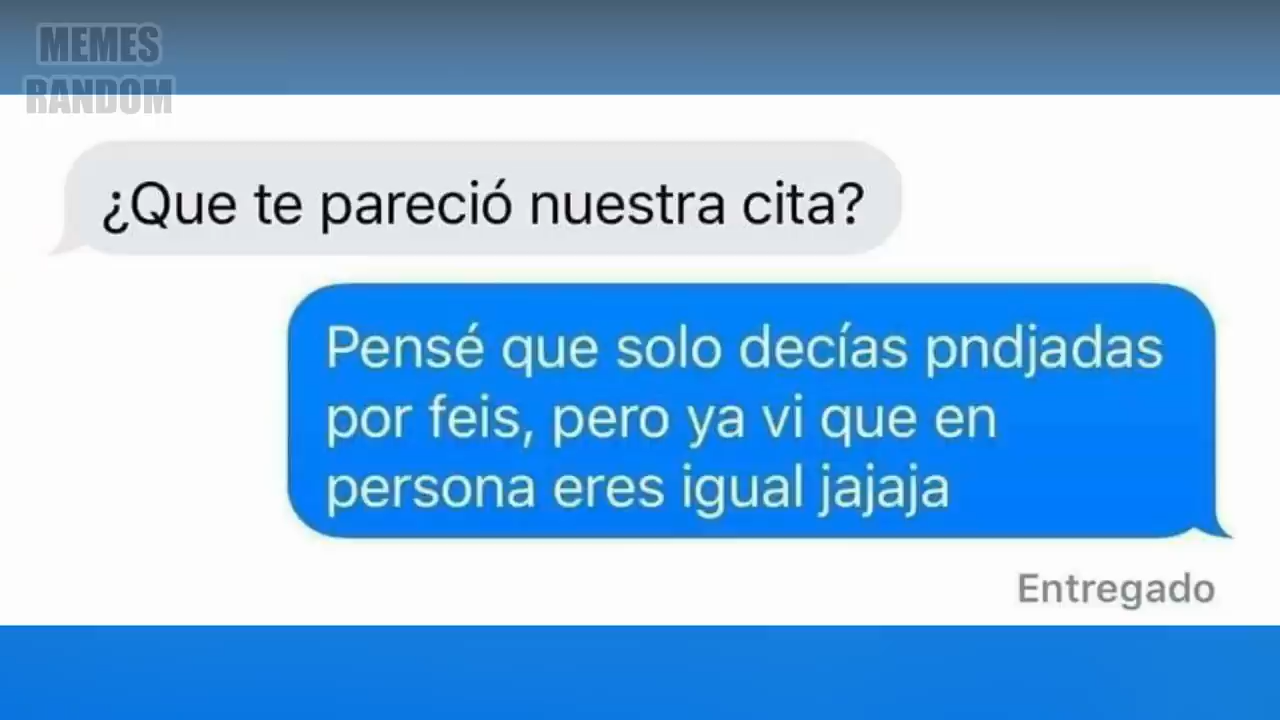 MEMES
RANDOM
¿Que te pareció nuestra cita?
Pensé que solo decías pndjadas
por feis, pero ya vi que en
persona eres igual jajaja
Entregado